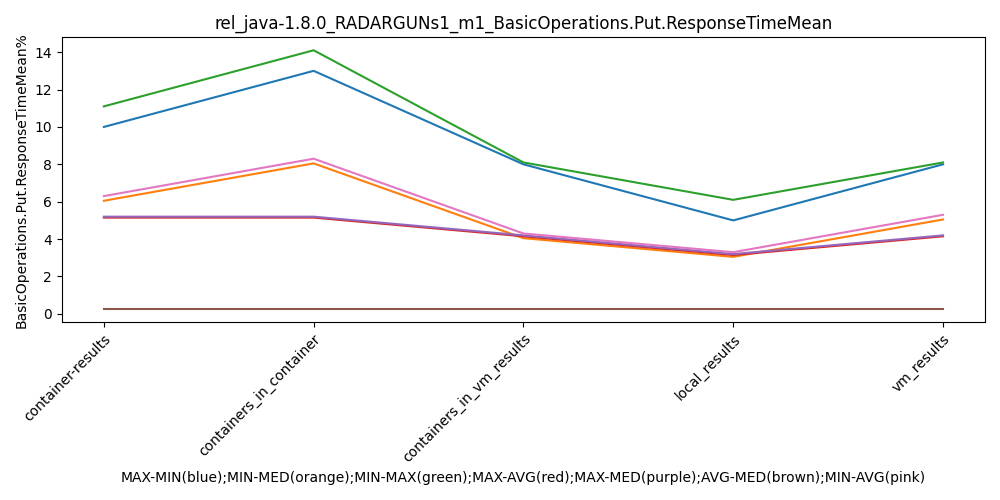 rel_java-1.8.0_RADARGUNs1_m1_BasicOperations.Put.ResponseTimeMean
BasicOperations.Put.ResponseTimeMean%
14
12
10
8
6
4
2
0
container-results
containers_in_container
containers_in_vm_results
local_results
vm_results
MAX-MIN(blue);MIN-MED(orange);MIN-MAX(green);MAX-AVG(red);MAX-MED(purple);AVG-MED(brown);MIN-AVG(pink)